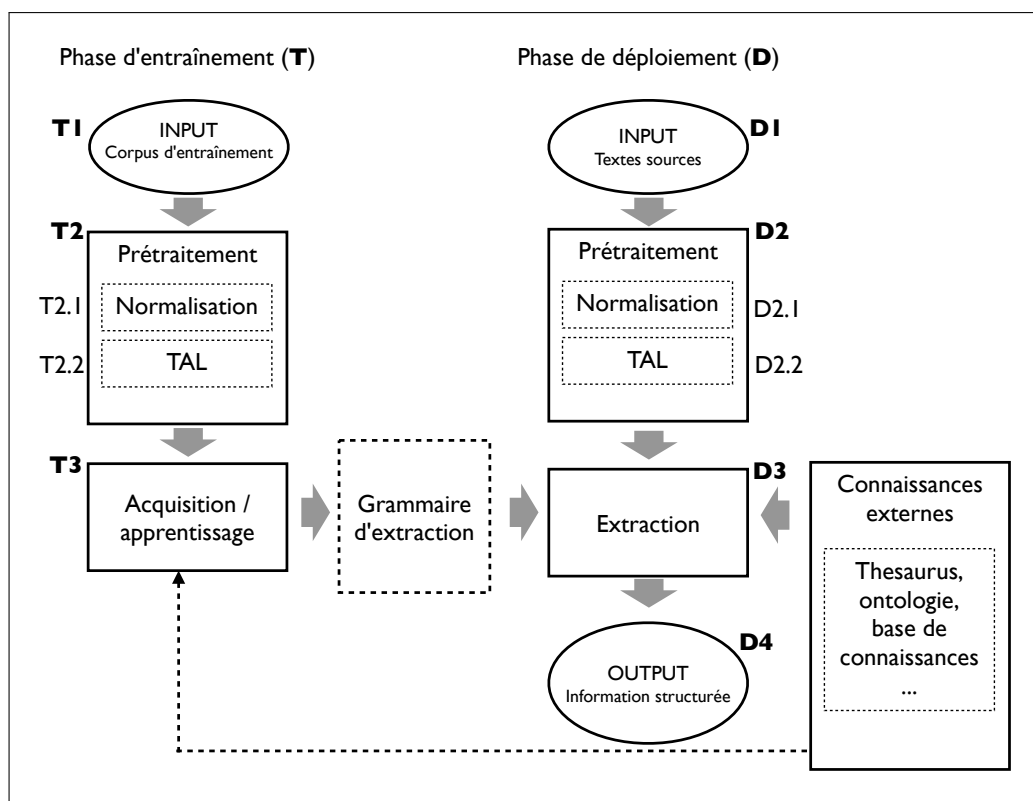 Phase d'entraînement (T)
T1
INPUT
Corpus d'entraînement
T2
Prétraitement
T2.1
Normalisation
T2.2
TAL
T3
Acquisition /
apprentissage
Grammaire
d'extraction
Phase de déploiement (D)
D1
INPUT
Textes sources
D2
Prétraitement
Normalisation
D2.1
TAL
D2.2
D3
Extraction
D4
OUTPUT
Information structurée
Connaissances
externes
Thesaurus,
ontologie,
base de
connaissances
...